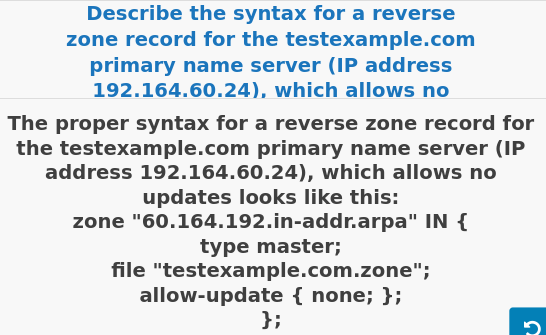 Describe the syntax for a reverse
zone record for the testexample.com
primary name server (IP address
192.164.60.24), which allows no
The proper syntax for a reverse zone record for
the testexample.com primary name server (IP
address 192.164.60.24), which allows no
updates looks like this:
zone "60.164.192.in-addr.arpa" IN {
type master;
file "testexample.com.zone";
allow-update { none; };
};